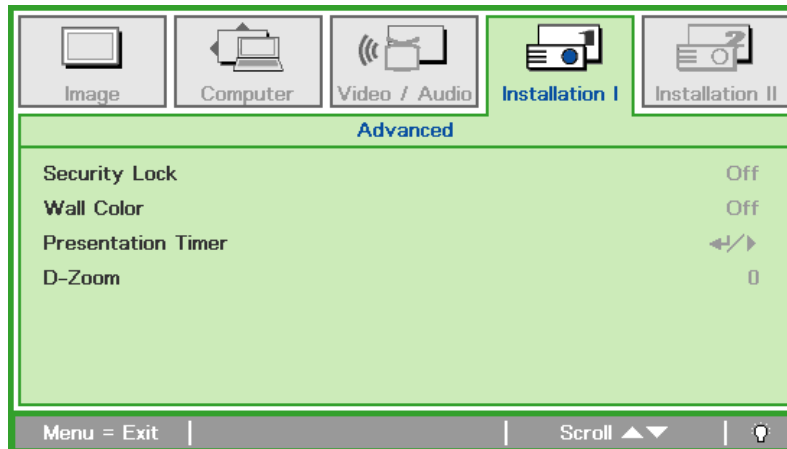 Image Computer Video / Audio Installation I Installation II
Advanced
Security Lock Off
Wall Color Off
Presentation Timer
D-Zoom 0
Menu = Exit Scroll